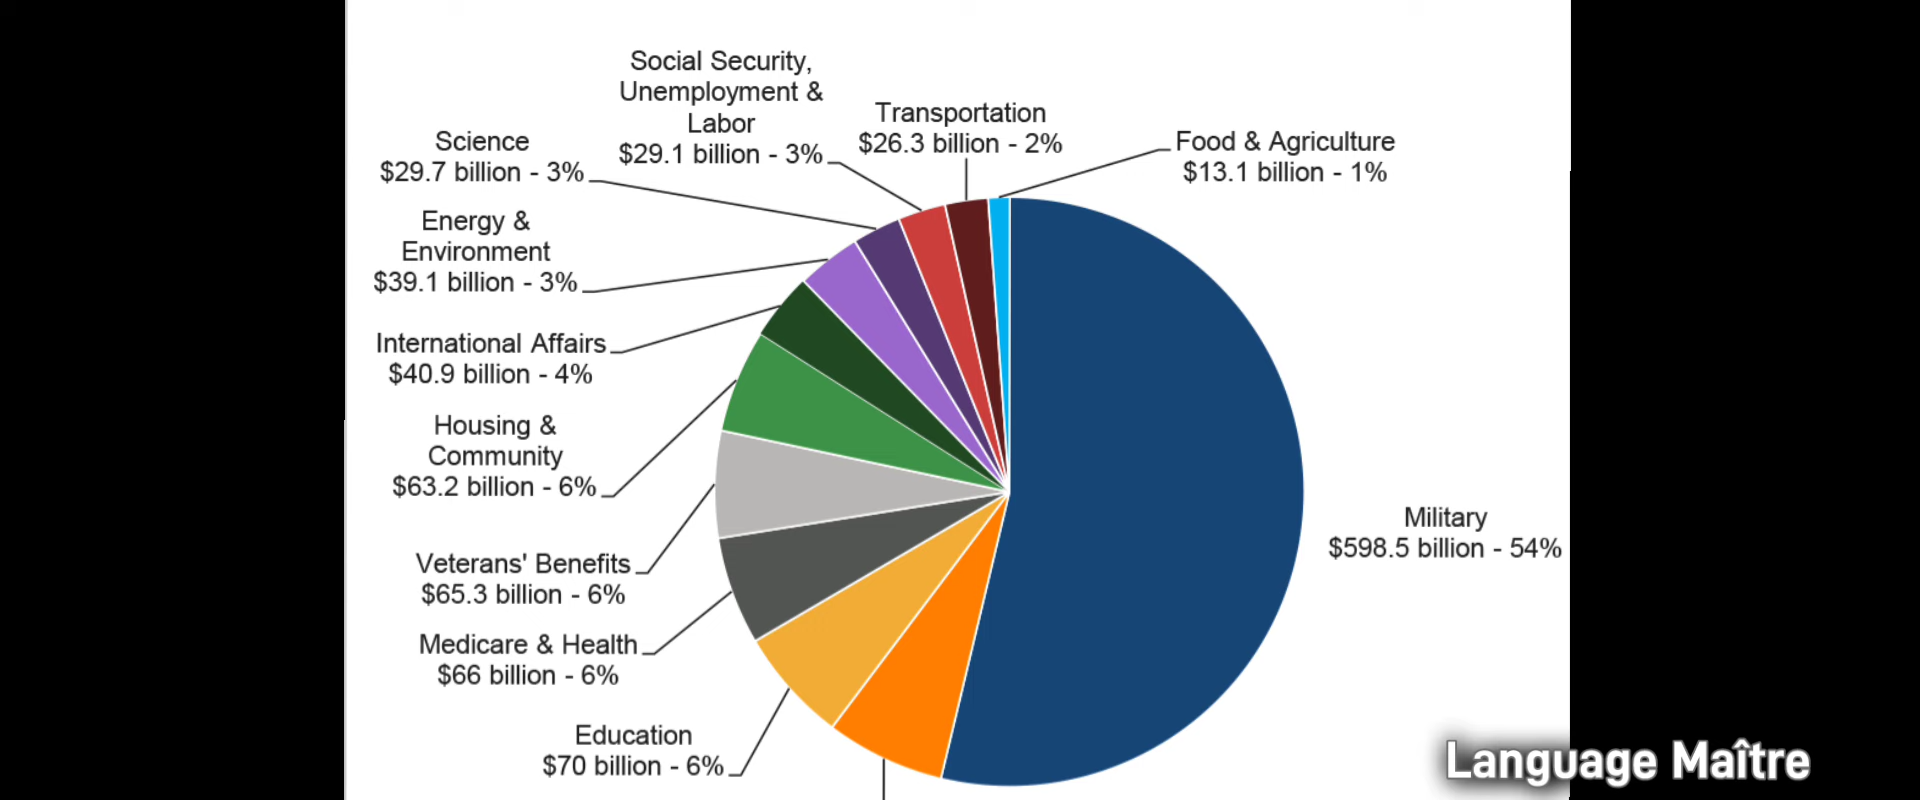 Social Security,
Unemployment &
Labor
$29.1 billion - 3%
Transportation
$26.3 billion - 2%
Food & Agriculture
$13.1 billion - 1%
Science
$29.7 billion - 3%
Energy &
Environment
$39.1 billion - 3%
International Affairs
$40.9 billion - 4%
Housing &
Community
$63.2 billion - 6%
Military
$598.5 billion - 54%
Veterans' Benefits
$65.3 billion - 6%
Medicare & Health
$66 billion - 6%
Education
$70 billion - 6%
Language Maître